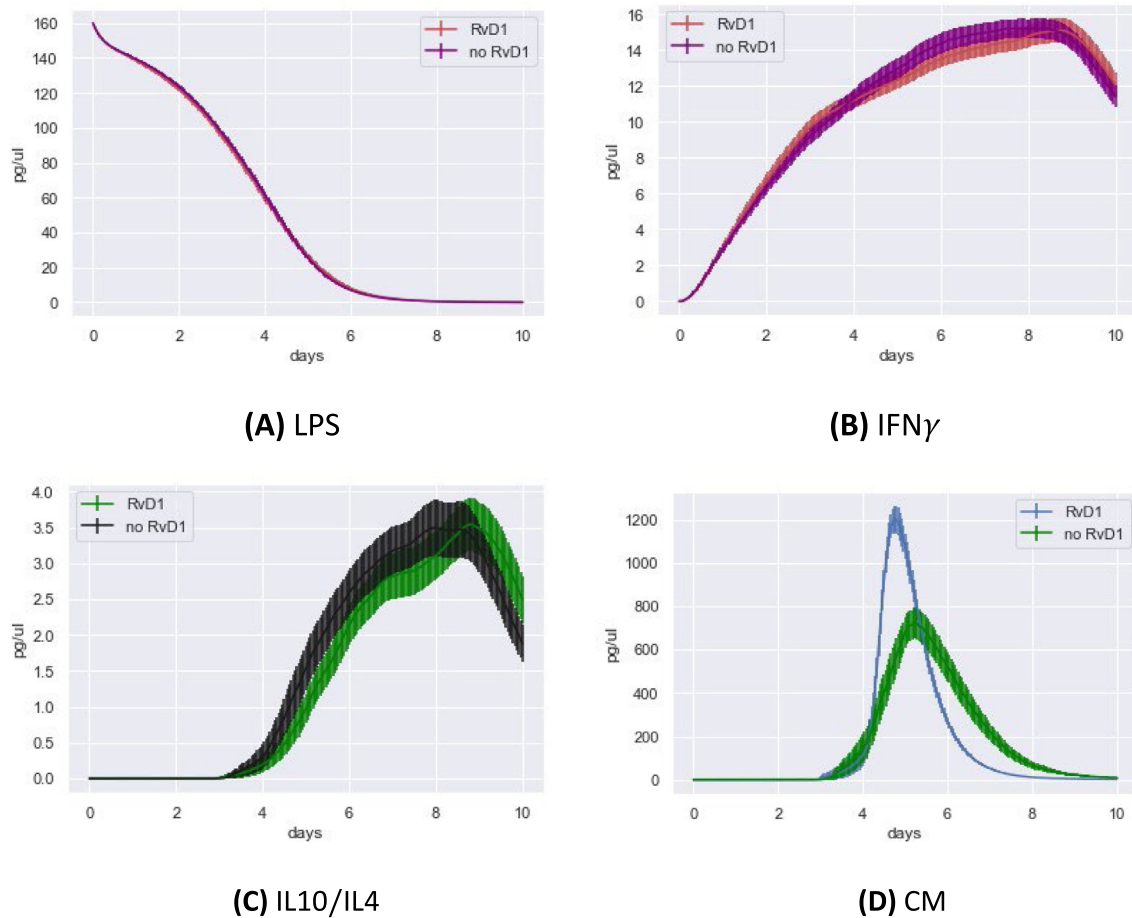 160
140
120
100
80
60
40
20
0
pg/ul
0 2 4 6 8 10
days
RvD1
no RvD1
(A) LPS
16
14
12
10
8
6
4
2
0
pg/ul
0 2 4 6 8 10
days
RvD1
no RvD1
(B) IFNγ
4.0
3.5
3.0
2.5
2.0
1.5
1.0
0.5
0.0
pg/ul
0 2 4 6 8 10
days
RvD1
no RvD1
(C) IL10/IL4
1200
1000
800
600
400
200
0
pg/ul
0 2 4 6 8 10
days
RvD1
no RvD1
(D) CM